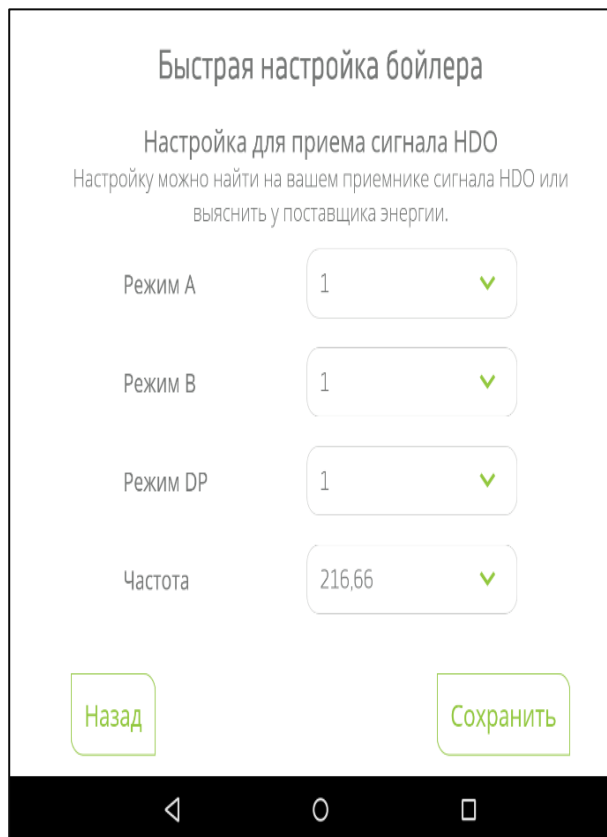 Быстрая настройка бойлера
Настройка для приема сигнала HDO
Настройку можно найти на вашем приемнике сигнала HDO или
выяснить у поставщика энергии.
Режим A 1
Режим B 1
Режим DP 1
Частота 216,66
Назад Сохранить